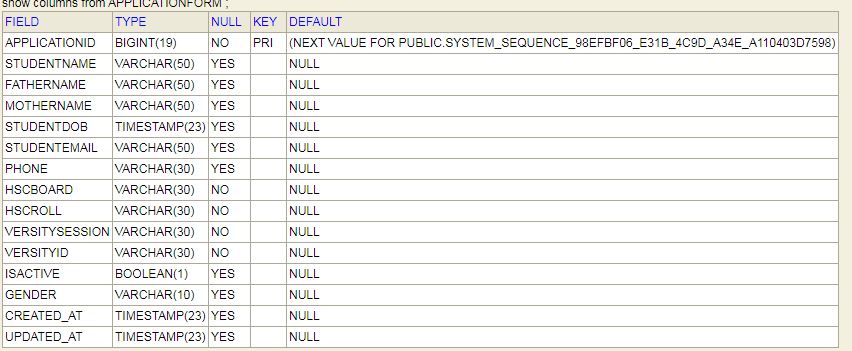 show columns from APPLICATIONFORM ;
FIELD TYPE NULL KEY DEFAULT
APPLICATIONID BIGINT(19) NO PRI (NEXT VALUE FOR PUBLIC.SYSTEM_SEQUENCE_98EFBF06_E31B_4C9D_A34E_A110403D7598)
STUDENTNAME VARCHAR(50) YES NULL
FATHERNAME VARCHAR(50) YES NULL
MOTHERNAME VARCHAR(50) YES NULL
STUDENTDOB TIMESTAMP(23) YES NULL
STUDENTEMAIL VARCHAR(50) YES NULL
PHONE VARCHAR(30) YES NULL
HSCBOARD VARCHAR(30) NO NULL
HSCROLL VARCHAR(30) NO NULL
VERSITYSESSION VARCHAR(30) NO NULL
VERSITYID VARCHAR(30) NO NULL
ISACTIVE BOOLEAN(1) YES NULL
GENDER VARCHAR(10) YES NULL
CREATED_AT TIMESTAMP(23) YES NULL
UPDATED_AT TIMESTAMP(23) YES NULL